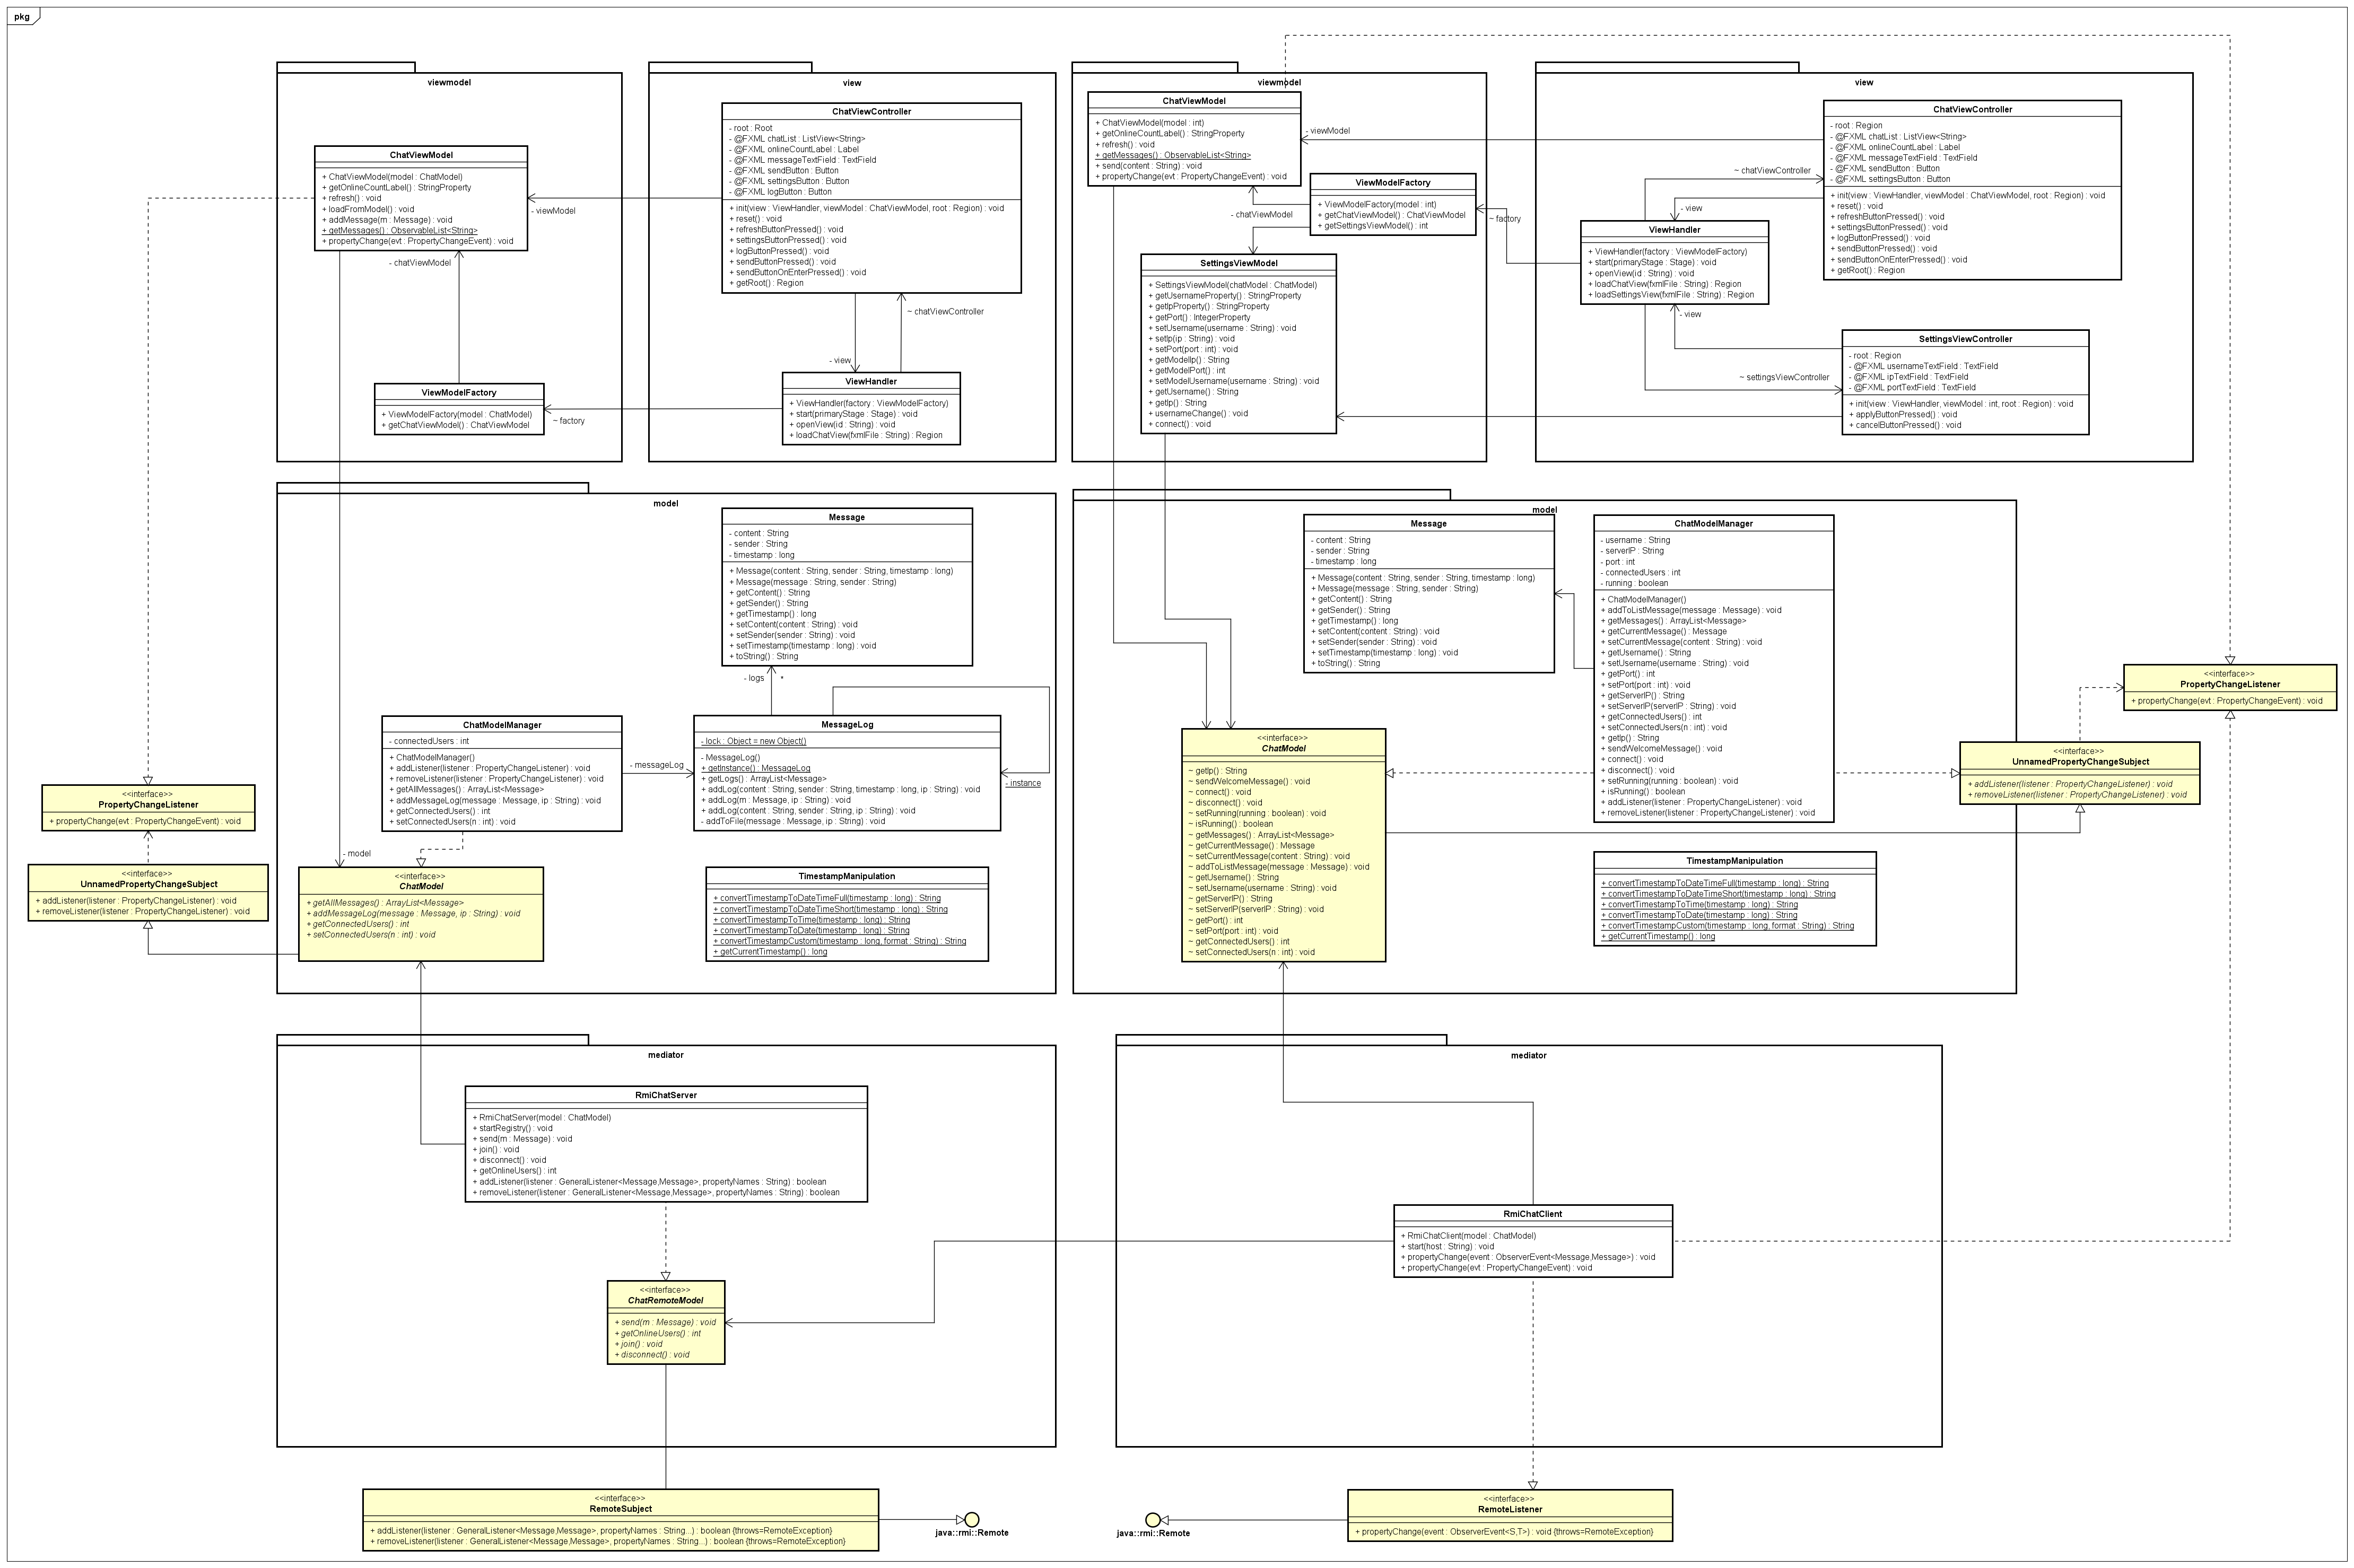 pkg
viewmodel
ChatViewModel
+ ChatViewModel(model : ChatModel)
+ getOnlineCountLabel() : StringProperty
+ refresh() : void
+ loadFromModel() : void
+ addMessage(m : Message) : void
+ getMessages() : ObservableList<String>
+ propertyChange(evt : PropertyChangeEvent) : void
- viewModel
- chatViewModel
ViewModelFactory
+ ViewModelFactory(model : ChatModel)
+ getChatViewModel() : ChatViewModel
~ factory
view
ChatViewController
- root : Root
- @FXML chatList : ListView<String>
- @FXML onlineCountLabel : Label
- @FXML messageTextField : TextField
- @FXML sendButton : Button
- @FXML settingsButton : Button
- @FXML logButton : Button
+ init(view : ViewHandler, viewModel : ChatViewModel, root : Region) : void
+ reset() : void
+ refreshButtonPressed() : void
+ settingsButtonPressed() : void
+ logButtonPressed() : void
+ sendButtonPressed() : void
+ sendButtonOnEnterPressed() : void
+ getRoot() : Region
~ chatViewController
- view
ViewHandler
+ ViewHandler(factory : ViewModelFactory)
+ start(primaryStage : Stage) : void
+ openView(id : String) : void
+ loadChatView(fxmlFile : String) : Region
viewmodel
ChatViewModel
+ ChatViewModel(model : int)
+ getOnlineCountLabel() : StringProperty
+ refresh() : void
+ getMessages() : ObservableList<String>
+ send(content : String) : void
+ propertyChange(evt : PropertyChangeEvent) : void
- viewModel
ViewModelFactory
+ ViewModelFactory(model : int)
+ getChatViewModel() : ChatViewModel
+ getSettingsViewModel() : int
- chatViewModel
~ factory
SettingsViewModel
+ SettingsViewModel(chatModel : ChatModel)
+ getUsernameProperty() : StringProperty
+ getIpProperty() : StringProperty
+ getPort() : IntegerProperty
+ setUsername(username : String) : void
+ setIp(ip : String) : void
+ setPort(port : int) : void
+ getModelIp() : String
+ getModelPort() : int
+ setModelUsername(username : String) : void
+ getUsername() : String
+ getIp() : String
+ usernameChange() : void
+ connect() : void
view
ChatViewController
- root : Region
- @FXML chatList : ListView<String>
- @FXML onlineCountLabel : Label
- @FXML messageTextField : TextField
- @FXML sendButton : Button
- @FXML settingsButton : Button
+ init(view : ViewHandler, viewModel : ChatViewModel, root : Region) : void
+ reset() : void
+ refreshButtonPressed() : void
+ settingsButtonPressed() : void
+ logButtonPressed() : void
+ sendButtonPressed() : void
+ sendButtonOnEnterPressed() : void
+ getRoot() : Region
~ chatViewController
- view
ViewHandler
+ ViewHandler(factory : ViewModelFactory)
+ start(primaryStage : Stage) : void
+ openView(id : String) : void
+ loadChatView(fxmlFile : String) : Region
+ loadSettingsView(fxmlFile : String) : Region
- view
~ settingsViewController
SettingsViewController
- root : Region
- @FXML usernameTextField : TextField
- @FXML ipTextField : TextField
- @FXML portTextField : TextField
+ init(view : ViewHandler, viewModel : int, root : Region) : void
+ applyButtonPressed() : void
+ cancelButtonPressed() : void
model
Message
- content : String
- sender : String
- timestamp : long
+ Message(content : String, sender : String, timestamp : long)
+ Message(message : String, sender : String)
+ getContent() : String
+ getSender() : String
+ getTimestamp() : long
+ setContent(content : String) : void
+ setSender(sender : String) : void
+ setTimestamp(timestamp : long) : void
+ toString() : String
- logs
*
ChatModelManager
- connectedUsers : int
+ ChatModelManager()
+ addListener(listener : PropertyChangeListener) : void
+ removeListener(listener : PropertyChangeListener) : void
+ getAllMessages() : ArrayList<Message>
+ addMessageLog(message : Message, ip : String) : void
+ getConnectedUsers() : int
+ setConnectedUsers(n : int) : void
- messageLog
MessageLog
- lock : Object = new Object()
- MessageLog()
+ getInstance() : MessageLog
+ getLogs() : ArrayList<Message>
+ addLog(content : String, sender : String, timestamp : long, ip : String) : void
+ addLog(m : Message, ip : String) : void
+ addLog(content : String, sender : String, ip : String) : void
- addToFile(message : Message, ip : String) : void
- instance
- model
<<interface>>
ChatModel
+ getAllMessages() : ArrayList<Message>
+ addMessageLog(message : Message, ip : String) : void
+ getConnectedUsers() : int
+ setConnectedUsers(n : int) : void
TimestampManipulation
+ convertTimestampToDateTimeFull(timestamp : long) : String
+ convertTimestampToDateTimeShort(timestamp : long) : String
+ convertTimestampToTime(timestamp : long) : String
+ convertTimestampToDate(timestamp : long) : String
+ convertTimestampCustom(timestamp : long, format : String) : String
+ getCurrentTimestamp() : long
<<interface>>
PropertyChangeListener
+ propertyChange(evt : PropertyChangeEvent) : void
<<interface>>
UnnamedPropertyChangeSubject
+ addListener(listener : PropertyChangeListener) : void
+ removeListener(listener : PropertyChangeListener) : void
model
Message
- content : String
- sender : String
- timestamp : long
+ Message(content : String, sender : String, timestamp : long)
+ Message(message : String, sender : String)
+ getContent() : String
+ getSender() : String
+ getTimestamp() : long
+ setContent(content : String) : void
+ setSender(sender : String) : void
+ setTimestamp(timestamp : long) : void
+ toString() : String
ChatModelManager
- username : String
- serverIP : String
- port : int
- connectedUsers : int
- running : boolean
+ ChatModelManager()
+ addToListMessage(message : Message) : void
+ getMessages() : ArrayList<Message>
+ getCurrentMessage() : Message
+ setCurrentMessage(content : String) : void
+ getUsername() : String
+ setUsername(username : String) : void
+ getPort() : int
+ setPort(port : int) : void
+ getServerIP() : String
+ setServerIP(serverIP : String) : void
+ getConnectedUsers() : int
+ setConnectedUsers(n : int) : void
+ getIp() : String
+ sendWelcomeMessage() : void
+ connect() : void
+ disconnect() : void
+ setRunning(running : boolean) : void
+ isRunning() : boolean
+ addListener(listener : PropertyChangeListener) : void
+ removeListener(listener : PropertyChangeListener) : void
<<interface>>
ChatModel
~ getIp() : String
~ sendWelcomeMessage() : void
~ connect() : void
~ disconnect() : void
~ setRunning(running : boolean) : void
~ isRunning() : boolean
~ getMessages() : ArrayList<Message>
~ getCurrentMessage() : Message
~ setCurrentMessage(content : String) : void
~ addToListMessage(message : Message) : void
~ getUsername() : String
~ setUsername(username : String) : void
~ getServerIP() : String
~ setServerIP(serverIP : String) : void
~ getPort() : int
~ setPort(port : int) : void
~ getConnectedUsers() : int
~ setConnectedUsers(n : int) : void
TimestampManipulation
+ convertTimestampToDateTimeFull(timestamp : long) : String
+ convertTimestampToDateTimeShort(timestamp : long) : String
+ convertTimestampToTime(timestamp : long) : String
+ convertTimestampToDate(timestamp : long) : String
+ convertTimestampCustom(timestamp : long, format : String) : String
+ getCurrentTimestamp() : long
<<interface>>
PropertyChangeListener
+ propertyChange(evt : PropertyChangeEvent) : void
<<interface>>
UnnamedPropertyChangeSubject
+ addListener(listener : PropertyChangeListener) : void
+ removeListener(listener : PropertyChangeListener) : void
mediator
RmiChatServer
+ RmiChatServer(model : ChatModel)
+ startRegistry() : void
+ send(m : Message) : void
+ join() : void
+ disconnect() : void
+ getOnlineUsers() : int
+ addListener(listener : GeneralListener<Message,Message>, propertyNames : String) : boolean
+ removeListener(listener : GeneralListener<Message,Message>, propertyNames : String) : boolean
<<interface>>
ChatRemoteModel
+ send(m : Message) : void
+ getOnlineUsers() : int
+ join() : void
+ disconnect() : void
mediator
RmiChatClient
+ RmiChatClient(model : ChatModel)
+ start(host : String) : void
+ propertyChange(event : ObserverEvent<Message,Message>) : void
+ propertyChange(evt : PropertyChangeEvent) : void
<<interface>>
RemoteSubject
+ addListener(listener : GeneralListener<Message,Message>, propertyNames : String...) : boolean {throws=RemoteException}
+ removeListener(listener : GeneralListener<Message,Message>, propertyNames : String...) : boolean {throws=RemoteException}
java::rmi::Remote
java::rmi::Remote
<<interface>>
RemoteListener
+ propertyChange(event : ObserverEvent<S,T>) : void {throws=RemoteException}